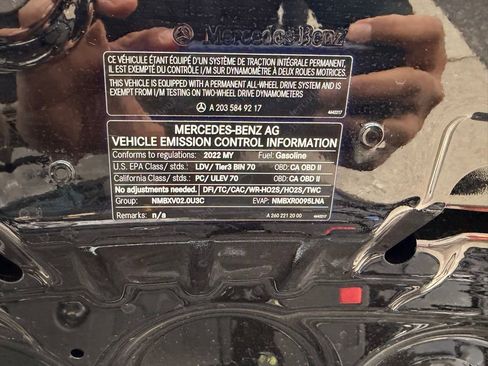 Mercedes-Benz
CE VÉHICULE ÉTANT ÉQUIPÉ D'UN SYSTÈME DE TRACTION INTÉGRALE PERMANENT,
IL EST EXEMPTÉ DU CONTRÔLE I/M SUR DYNAMOMÈTRE À DEUX ROUES MOTRICES.
THIS VEHICLE IS EQUIPPED WITH A PERMANENT ALL-WHEEL DRIVE SYSTEM AND IS
EXEMPT FROM I/M TESTING ON TWO-WHEEL DRIVE DYNAMOMETERS
A 203 584 92 17
MERCEDES-BENZ AG
VEHICLE EMISSION CONTROL INFORMATION
Conforms to regulations: 2022 MY Fuel: Gasoline
U.S. EPA Class/ stds.: LDV/ Tier3 BIN 70 OBD: CA OBD II
California Class/ stds.: PC/ ULEV 70 OBD: CA OBD II
No adjustments needed. DFI/TC/CAC/WR-HO2S/HO2S/TWC
Group: NMBXV02.0U3C EVAP: NMBXR0095LNA
Remarks: n/a A 260 221 20 00